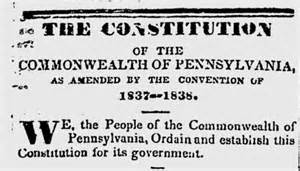 THE CONSTITUTION
OF THE
COMMONWEALTH OF PENNSYLVANIA,
AS AMENDED BY THE CONVENTION OF
1837-1838.
WE, the People of the Commonwealth of
Pennsylvania, Ordain and establish this
Constitution for its government.